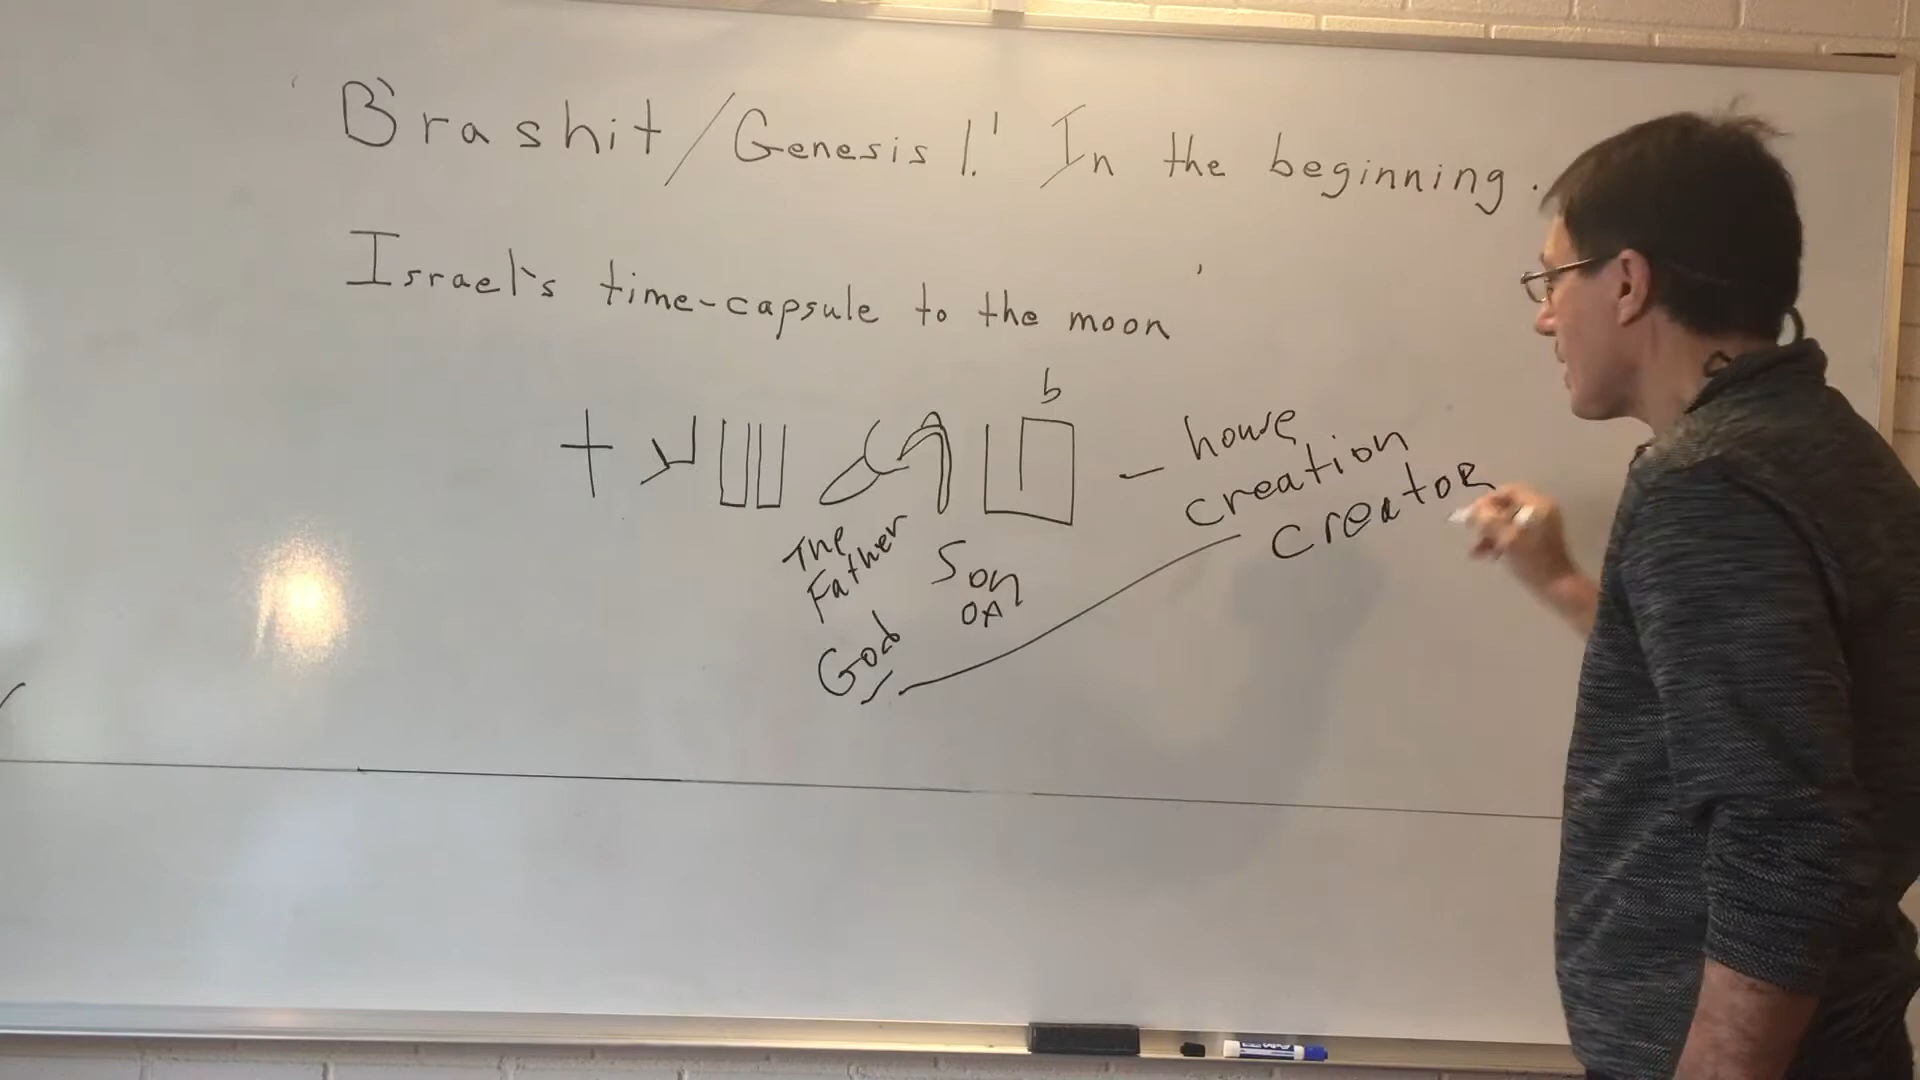 B'rashit/Genesis 1:1 In the beginning.
Israel's time-capsule to the moon
b
house
creation
creator
The
Father
Son
God